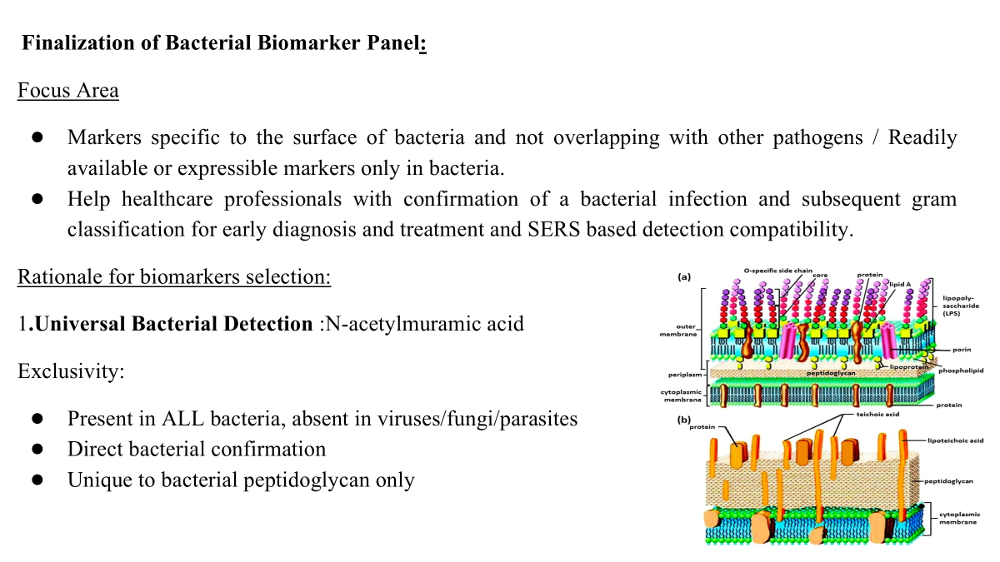 Finalization of Bacterial Biomarker Panel:
Focus Area
● Markers specific to the surface of bacteria and not overlapping with other pathogens / Readily
available or expressible markers only in bacteria.
● Help healthcare professionals with confirmation of a bacterial infection and subsequent gram
classification for early diagnosis and treatment and SERS based detection compatibility.
Rationale for biomarkers selection:
1.Universal Bacterial Detection :N-acetylmuramic acid
Exclusivity:
● Present in ALL bacteria, absent in viruses/fungi/parasites
● Direct bacterial confirmation
● Unique to bacterial peptidoglycan only
(a)
O-specific side chain
core
protein
lipid A
lipopoly-
saccharide
(LPS)
outer
membrane
porin
lipoprotein
phospholipid
peptidoglycan
periplasm
cytoplasmic
membrane
protein
(b)
teichoic acid
protein
lipoteichoic acid
peptidoglycan
cytoplasmic
membrane